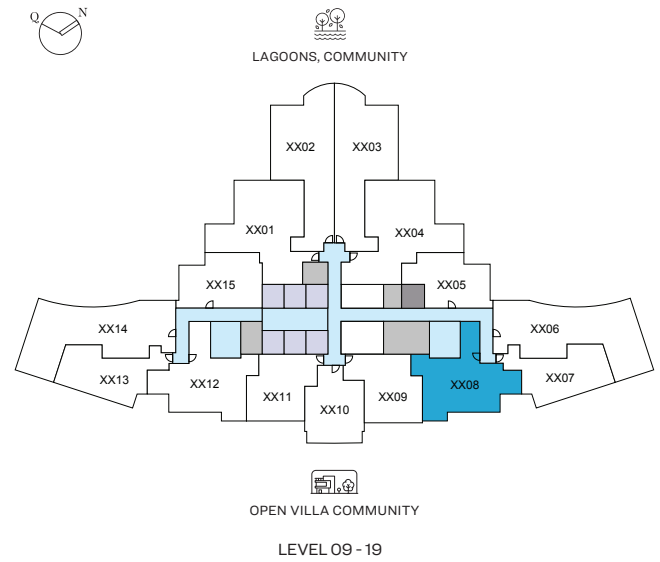 Q N
LAGOONS, COMMUNITY
XX02 XX03
XX01 XX04
XX15 XX05
XX14 XX06
XX13 XX12 XX11 XX10 XX09 XX08 XX07
OPEN VILLA COMMUNITY
LEVEL 09 - 19